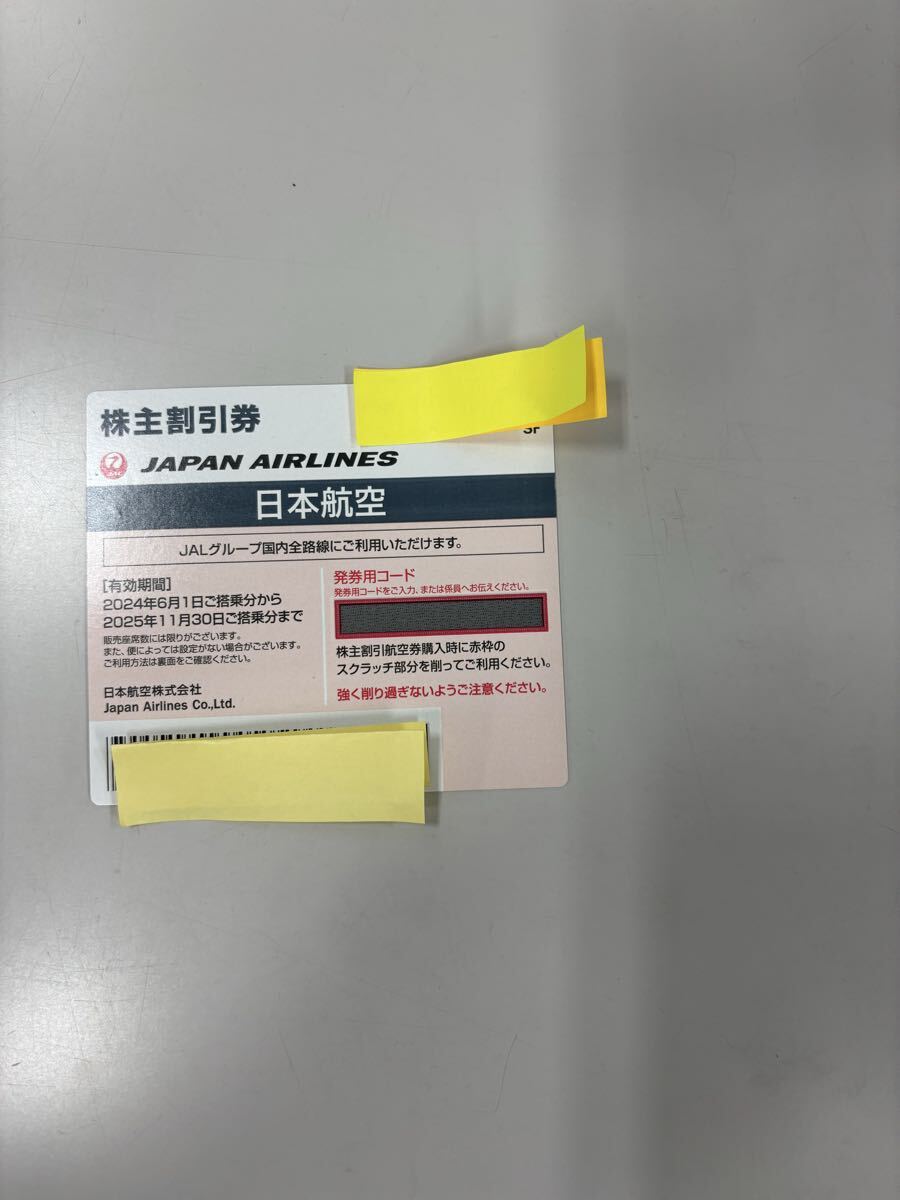 株主割引券
SF
JAPAN AIRLINES
日本航空
JALグループ国内全路線にご利用いただけます。
[有効期間]
2024年6月1日ご搭乗分から
2025年11月30日ご搭乗分まで
販売座席数には限りがございます。
また、便によっては設定がない場合がございます。
ご利用方法は裏面をご確認ください。
日本航空株式会社
Japan Airlines Co.,Ltd.
発券用コード
発券用コードをご入力、または係員へお伝えください。
株主割引航空券購入時に赤枠の
スクラッチ部分を削ってご利用ください。
強く削り過ぎないようご注意ください。